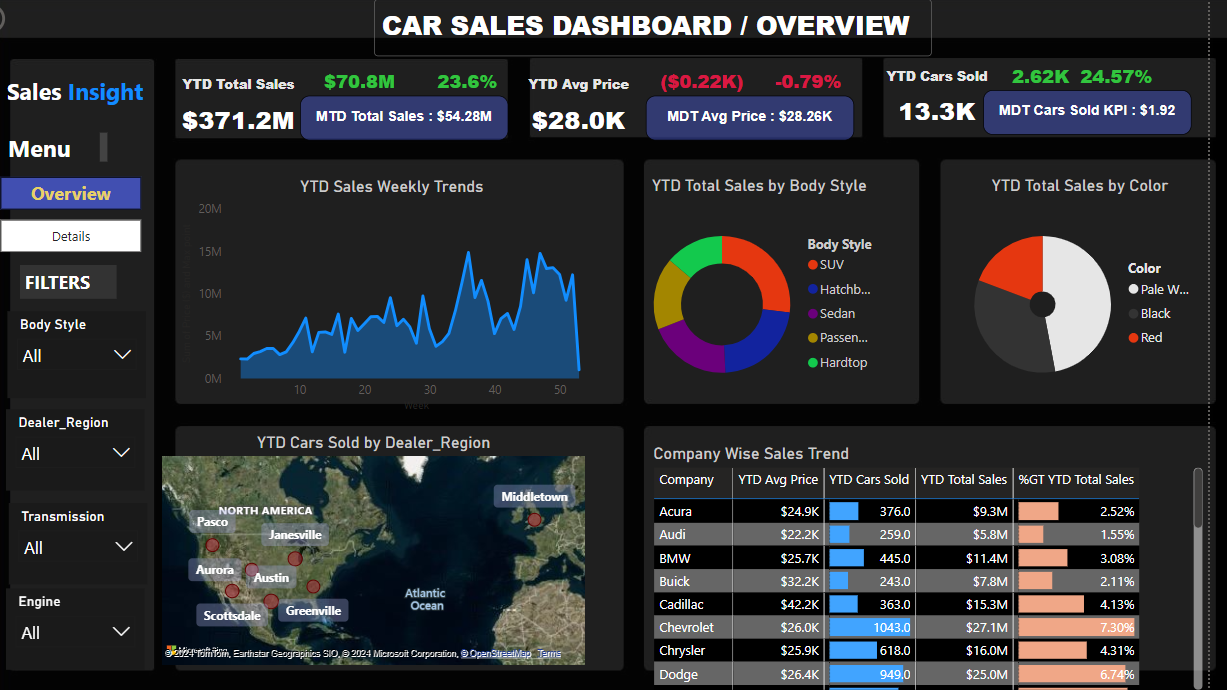 CAR SALES DASHBOARD / OVERVIEW
Sales Insight
Menu
Overview
Details
FILTERS
Body Style
All
Dealer_Region
All
Transmission
All
Engine
All
YTD Total Sales $70.8M 23.6%
$371.2M MTD Total Sales : $54.28M
YTD Avg Price ($0.22K) -0.79%
$28.0K MDT Avg Price : $28.26K
YTD Cars Sold 2.62K 24.57%
13.3K MDT Cars Sold KPI : $1.92
YTD Sales Weekly Trends
20M
15M
10M
5M
0M
10 20 30 40 50
Week
YTD Total Sales by Body Style
Body Style
SUV
Hatchb...
Sedan
Passen...
Hardtop
YTD Total Sales by Color
Color
Pale W...
Black
Red
YTD Cars Sold by Dealer_Region
Middletown
NORTH AMERICA
Pasco
Janesville
Aurora
Austin
Atlantic
Ocean
Scottsdale
Greenville
© 2024 TomTom, Earthstar Geographics SIO, © 2024 Microsoft Corporation, © OpenStreetMap Terms
Company Wise Sales Trend
Company YTD Avg Price YTD Cars Sold YTD Total Sales %GT YTD Total Sales
Acura $24.9K 376.0 $9.3M 2.52%
Audi $22.2K 259.0 $5.8M 1.55%
BMW $25.7K 445.0 $11.4M 3.08%
Buick $32.2K 243.0 $7.8M 2.11%
Cadillac $42.2K 363.0 $15.3M 4.13%
Chevrolet $26.0K 1043.0 $27.1M 7.30%
Chrysler $25.9K 618.0 $16.0M 4.31%
Dodge $26.4K 949.0 $25.0M 6.74%